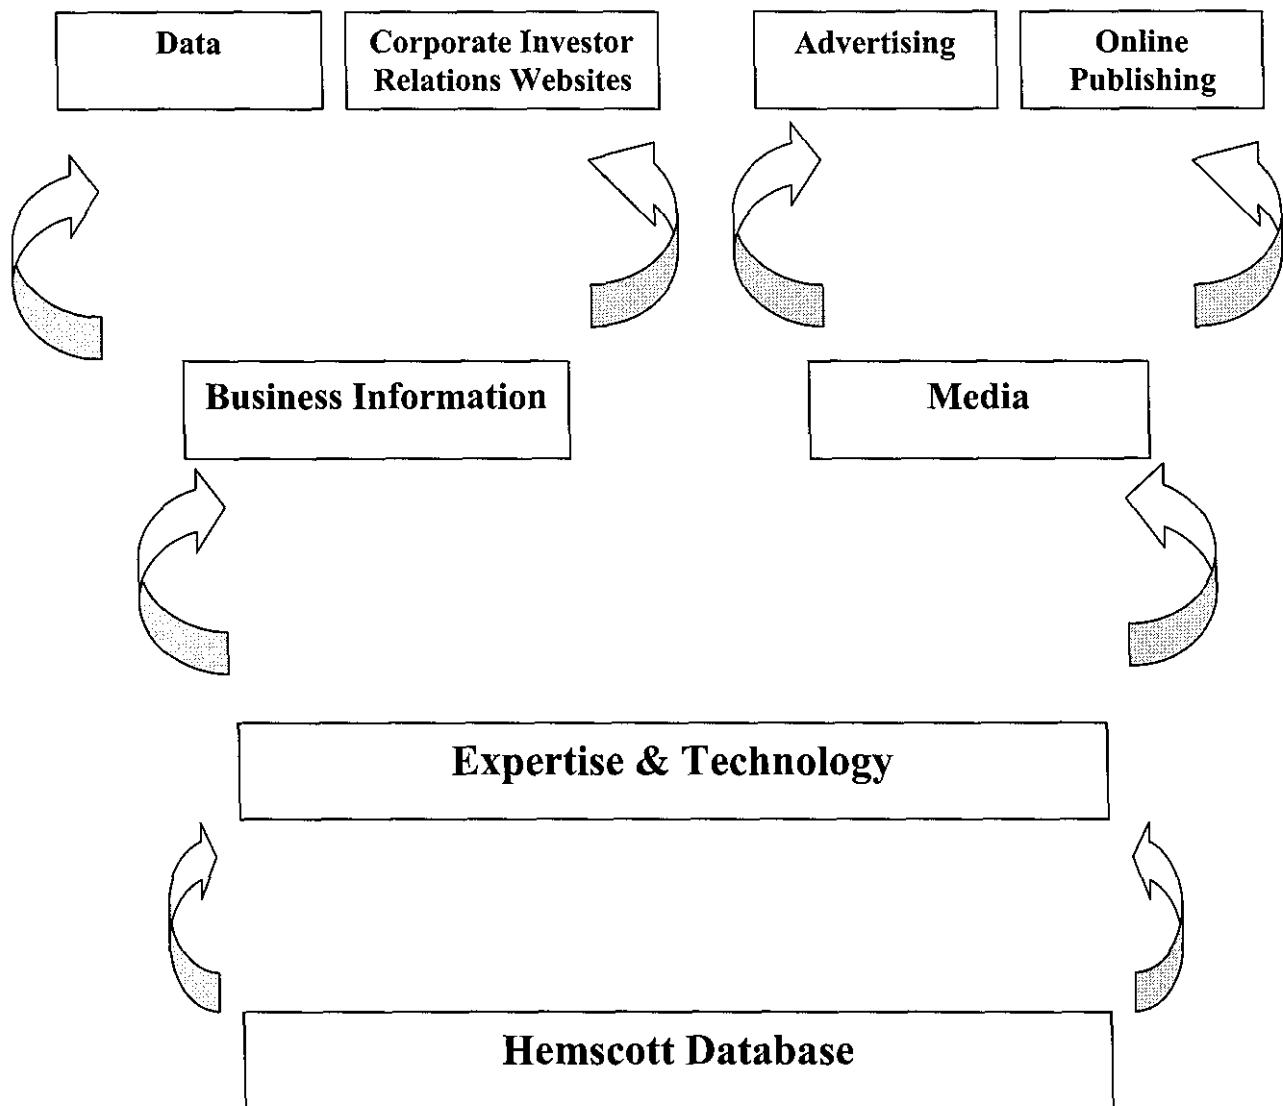 Data
Corporate Investor
Relations Websites
Advertising
Online
Publishing
Business Information
Media
Expertise & Technology
Hemscott Database